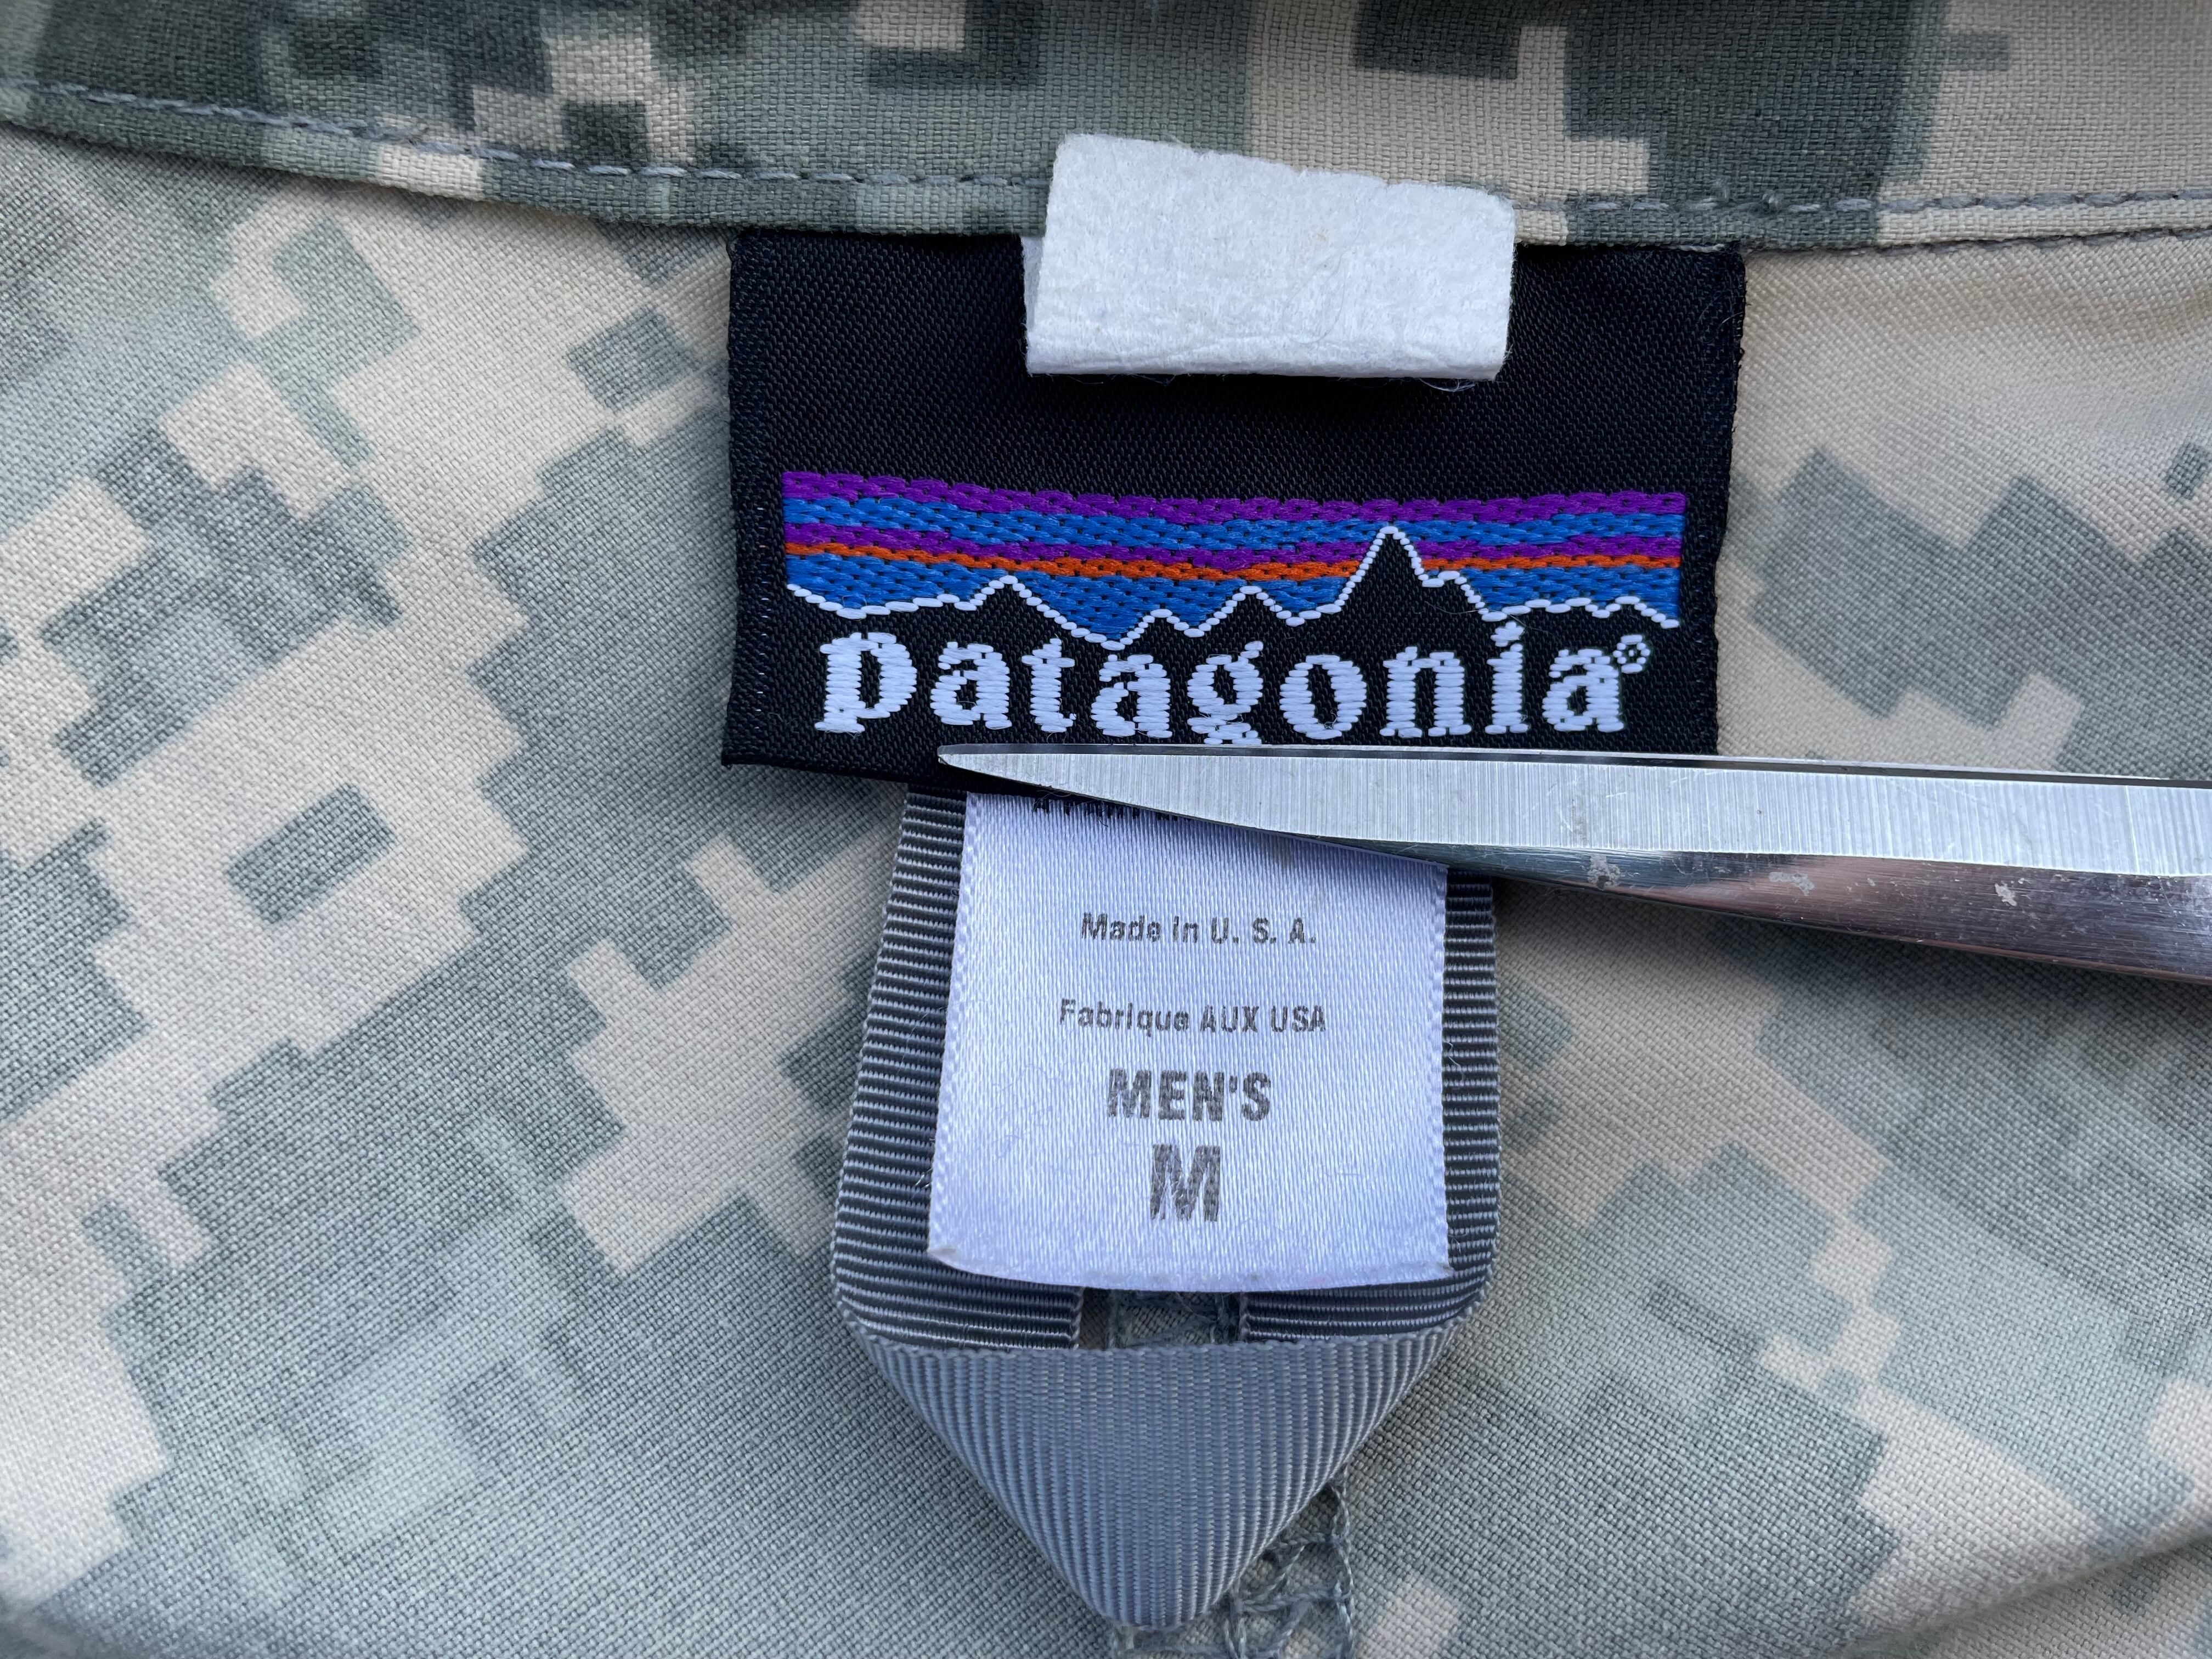 patagonia®
Made in U. S. A.
Fabrique AUX USA
MEN'S
M